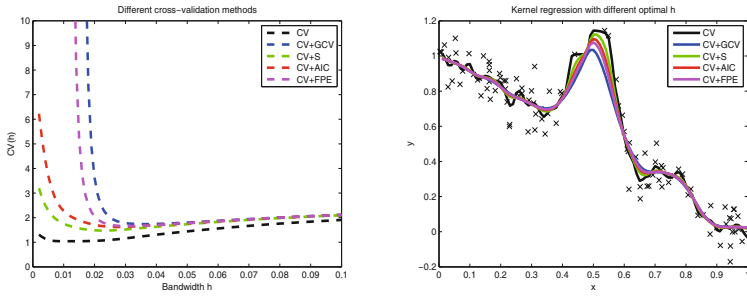 Different cross-validation methods
10
9
8
7
6
5
4
3
2
1
0
CV(h)
0
0.01
0.02
0.03
0.04
0.05
0.06
0.07
0.08
0.09
0.1
Bandwidth h
CV
CV+GCV
CV+S
CV+AIC
CV+FPE
Kernel regression with different optimal h
1.2
1
0.8
0.6
0.4
0.2
0
−0.2
y
0
0.1
0.2
0.3
0.4
0.5
0.6
0.7
0.8
0.9
1
x
CV
CV+GCV
CV+S
CV+AIC
CV+FPE